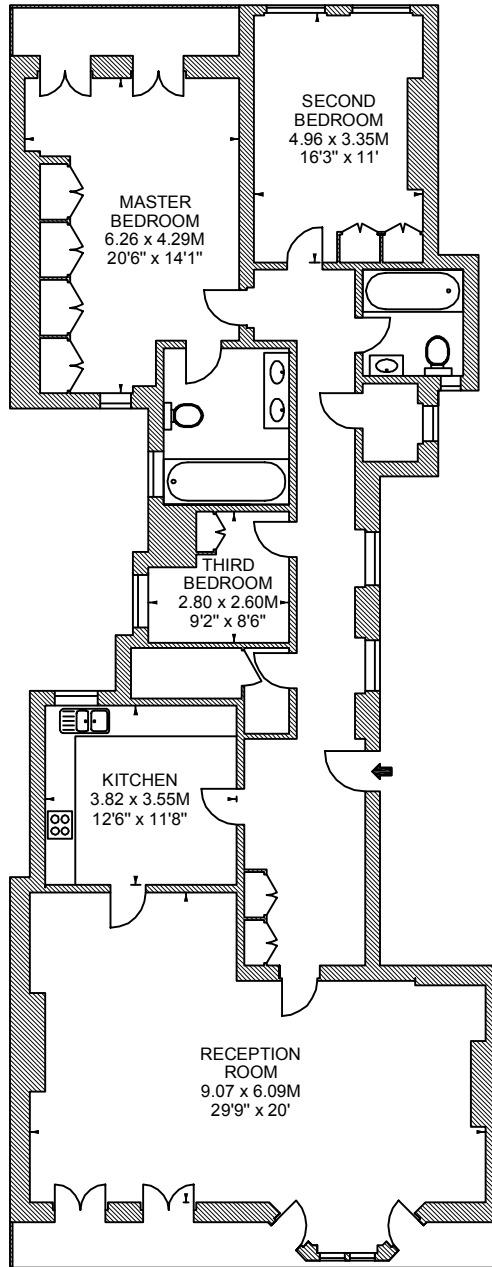 SECOND
BEDROOM
4.96 x 3.35M
16'3" x 11'
MASTER
BEDROOM
6.26 x 4.29M
20'6" x 14'1"
THIRD
BEDROOM
2.80 x 2.60M
9'2" x 8'6"
KITCHEN
3.82 x 3.55M
12'6" x 11'8"
RECEPTION
ROOM
9.07 x 6.09M
29'9" x 20'